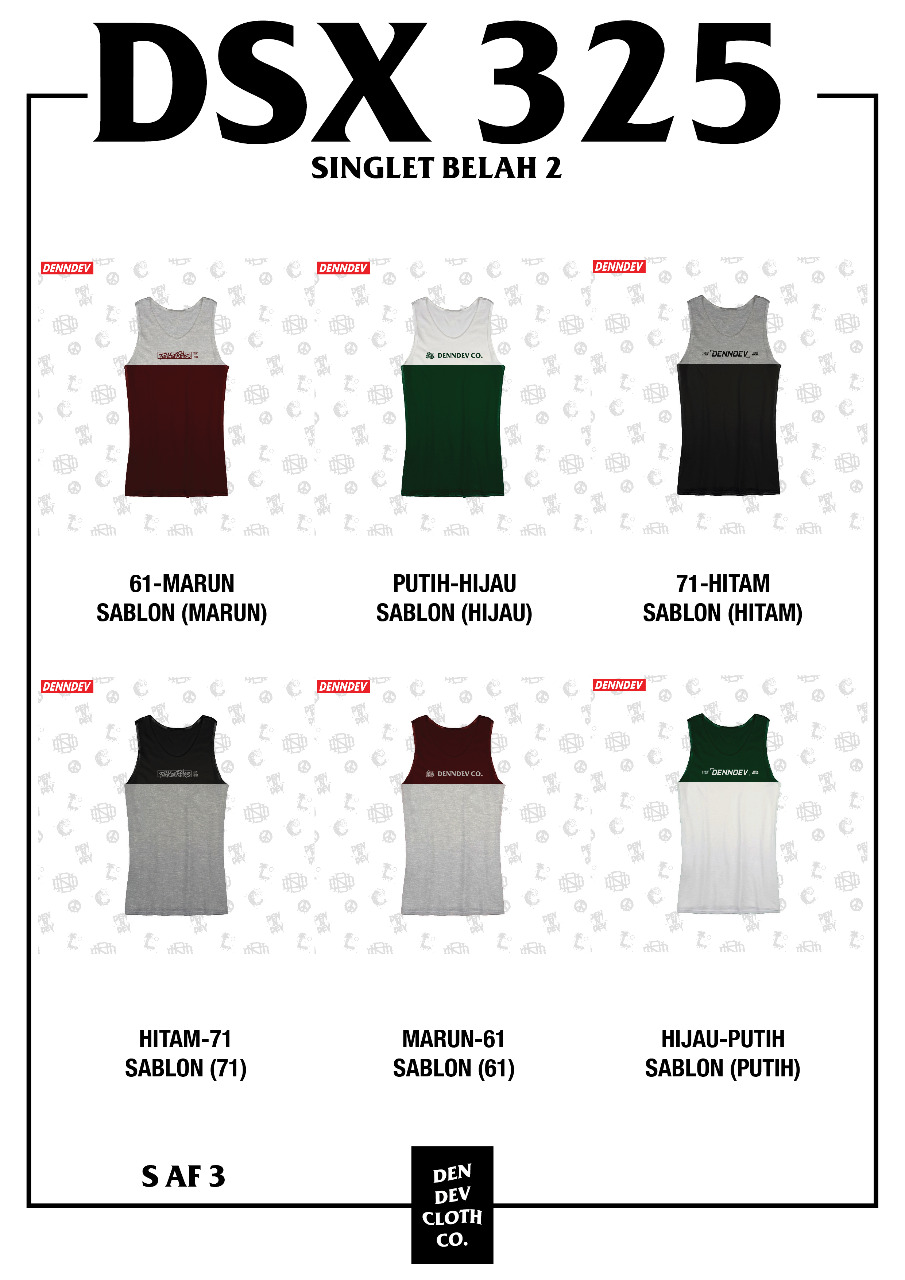 DSX 325
SINGLET BELAH 2
DENNDEV
DENNDEV
DENNDEV
DENNDEV CO.
DENNDEV
61-MARUN
SABLON (MARUN)
PUTIH-HIJAU
SABLON (HIJAU)
71-HITAM
SABLON (HITAM)
DENNDEV
DENNDEV
DENNDEV
DENNDEV CO.
DENNDEV
HITAM-71
SABLON (71)
MARUN-61
SABLON (61)
HIJAU-PUTIH
SABLON (PUTIH)
S AF 3
DEN
DEV
CLOTH
CO.